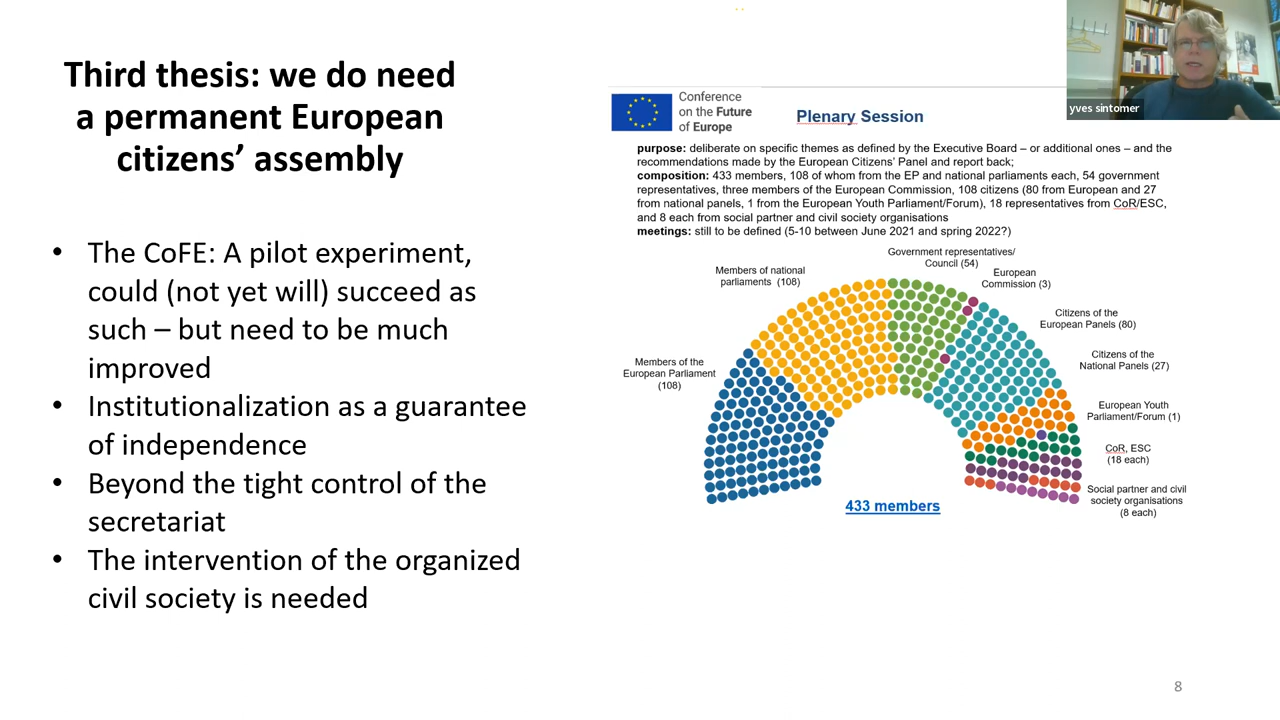 Third thesis: we do need
a permanent European
citizens’ assembly
• The CoFE: A pilot experiment,
could (not yet will) succeed as
such – but need to be much
improved
• Institutionalization as a guarantee
of independence
• Beyond the tight control of the
secretariat
• The intervention of the organized
civil society is needed
Conference
on the Future
of Europe
Plenary Session
purpose: deliberate on specific themes as defined by the Executive Board – or additional ones – and the
recommendations made by the European Citizens’ Panel and report back;
composition: 433 members, 108 of whom from the EP and national parliaments each, 54 government
representatives, three members of the European Commission, 108 citizens (80 from European and 27
from national panels, 1 from the European Youth Parliament/Forum), 18 representatives from CoR/ESC,
and 8 each from social partner and civil society organisations
meetings: still to be defined (5-10 between June 2021 and spring 2022?)
Government representatives/
Council (54)
Members of national
parliaments (108)
European
Commission (3)
Citizens of the
European Panels (80)
Citizens of the
National Panels (27)
Members of the
European Parliament
(108)
European Youth
Parliament/Forum (1)
CoR, ESC
(18 each)
Social partner and civil
society organisations
(8 each)
433 members
yves sintomer
8